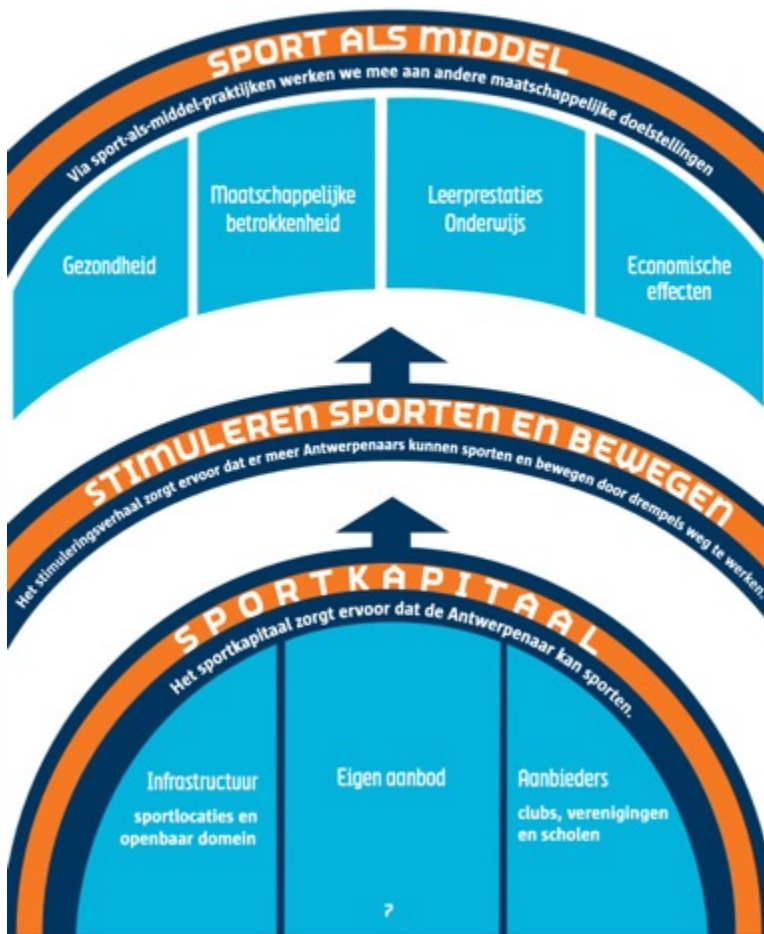 SPORT ALS MIDDEL
Via sport-als-middel-praktijken werken we mee aan andere maatschappelijke doelstellingen
Gezondheid
Maatschappelijke
betrokkenheid
Leerprestaties
Onderwijs
Economische
effecten
STIMULEREN SPORTEN EN BEWEGEN
Het stimuleringsverhaal zorgt ervoor dat er meer Antwerpenaars kunnen sporten en bewegen door drempels weg te werken.
SPORTKAPITAAL
Het sportkapitaal zorgt ervoor dat de Antwerpenaar kan sporten.
Infrastructuur
sportlocaties en
openbaar domein
Eigen aanbod
Aanbieders
clubs, verenigingen
en scholen
7